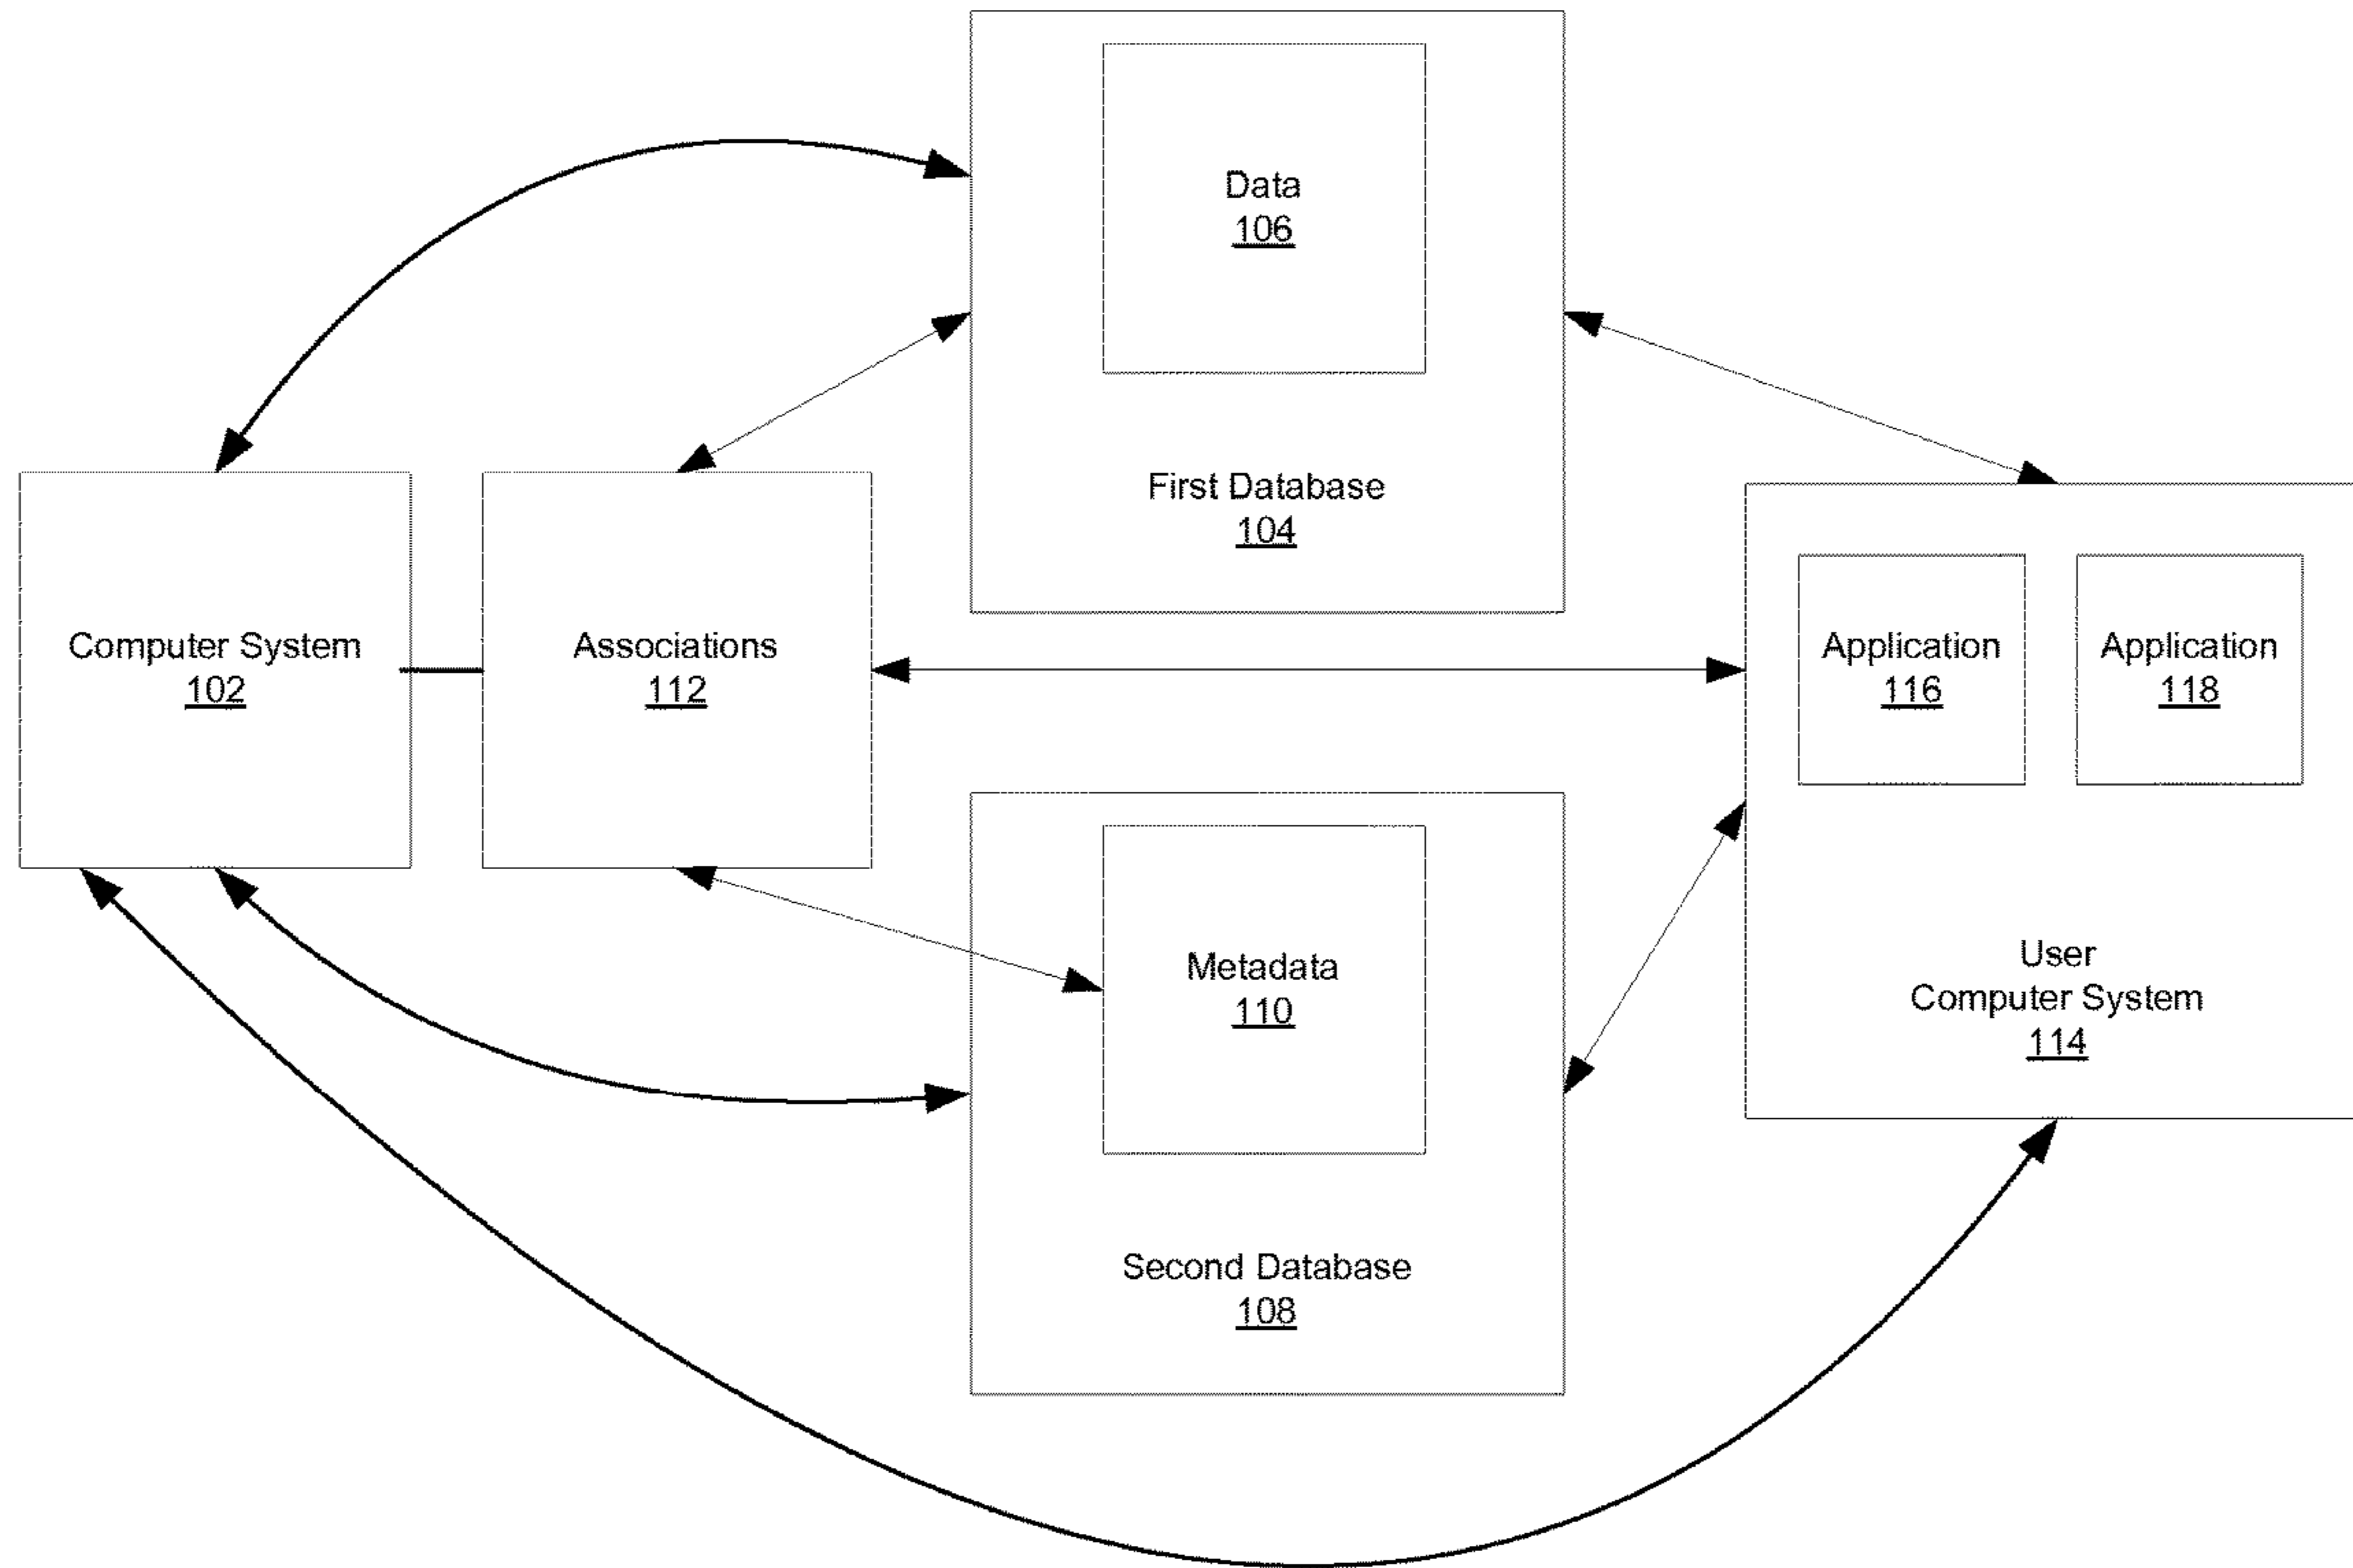 Data
106
First Database
104
Computer System
102
Associations
112
Application
116
Application
118
Metadata
110
User
Computer System
114
Second Database
108